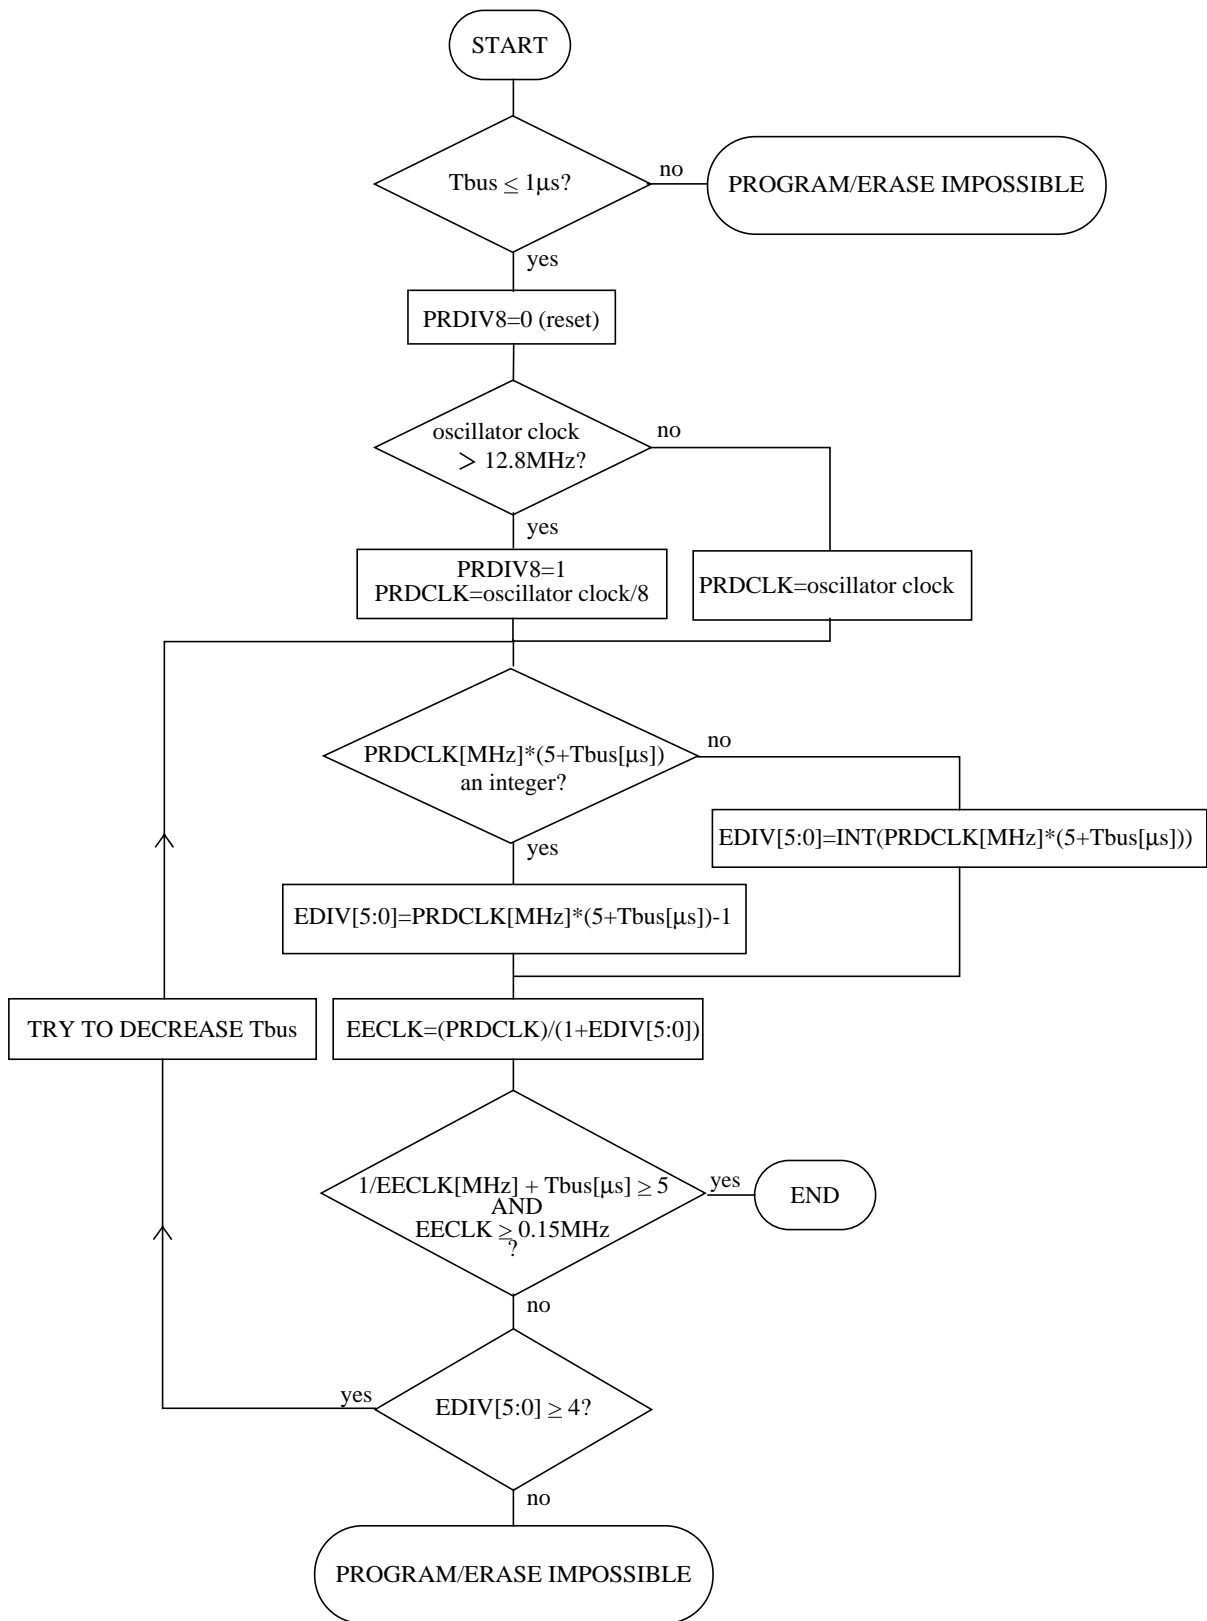 START
Tbus ≤ 1μs?
no
PROGRAM/ERASE IMPOSSIBLE
yes
PRDIV8=0 (reset)
oscillator clock
> 12.8MHz?
no
yes
PRDIV8=1
PRDCLK=oscillator clock/8
PRDCLK=oscillator clock
PRDCLK[MHz]*(5+Tbus[μs])
an integer?
no
yes
EDIV[5:0]=INT(PRDCLK[MHz]*(5+Tbus[μs]))
EDIV[5:0]=PRDCLK[MHz]*(5+Tbus[μs])-1
TRY TO DECREASE Tbus
EECLK=(PRDCLK)/(1+EDIV[5:0])
1/EECLK[MHz] + Tbus[μs] ≥ 5
AND
EECLK ≥ 0.15MHz
?
yes
END
no
yes
EDIV[5:0] ≥ 4?
no
PROGRAM/ERASE IMPOSSIBLE